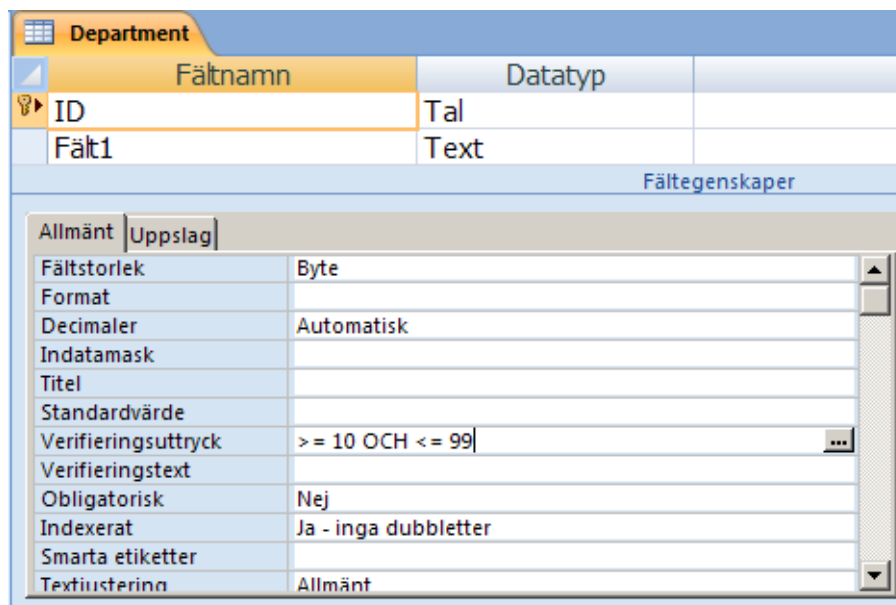 Department
Fältnamn Datatyp
ID Tal
Fält1 Text
Fältegenskaper
Allmänt Uppslag
Fältstorlek Byte
Format
Decimaler Automatisk
Indatamask
Titel
Standardvärde
Verifieringsuttryck >= 10 OCH <= 99 ...
Verifieringstext
Obligatorisk Nej
Indexerat Ja - inga dubbletter
Smarta etiketter
Textjustering Allmänt